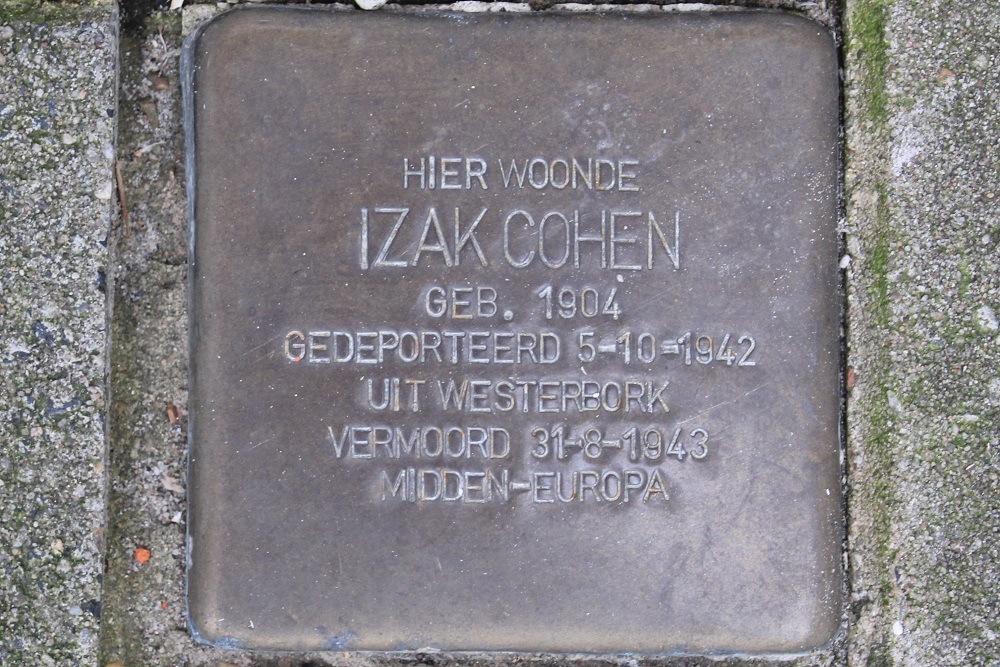 HIER WOONDE
IZAK COHEN
GEB. 1904
GEDEPORTEERD 5-10-1942
UIT WESTERBORK
VERMOORD 31-8-1943
MIDDEN-EUROPA